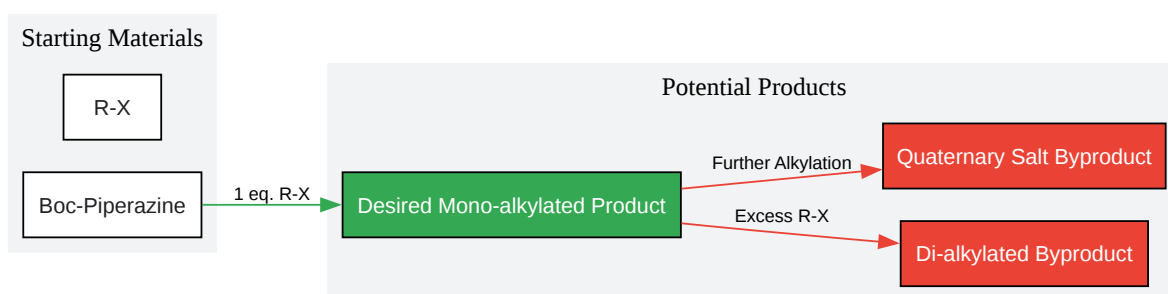 Starting Materials
R-X
Boc-Piperazine
1 eq. R-X
Potential Products
Desired Mono-alkylated Product
Further Alkylation
Quaternary Salt Byproduct
Excess R-X
Di-alkylated Byproduct